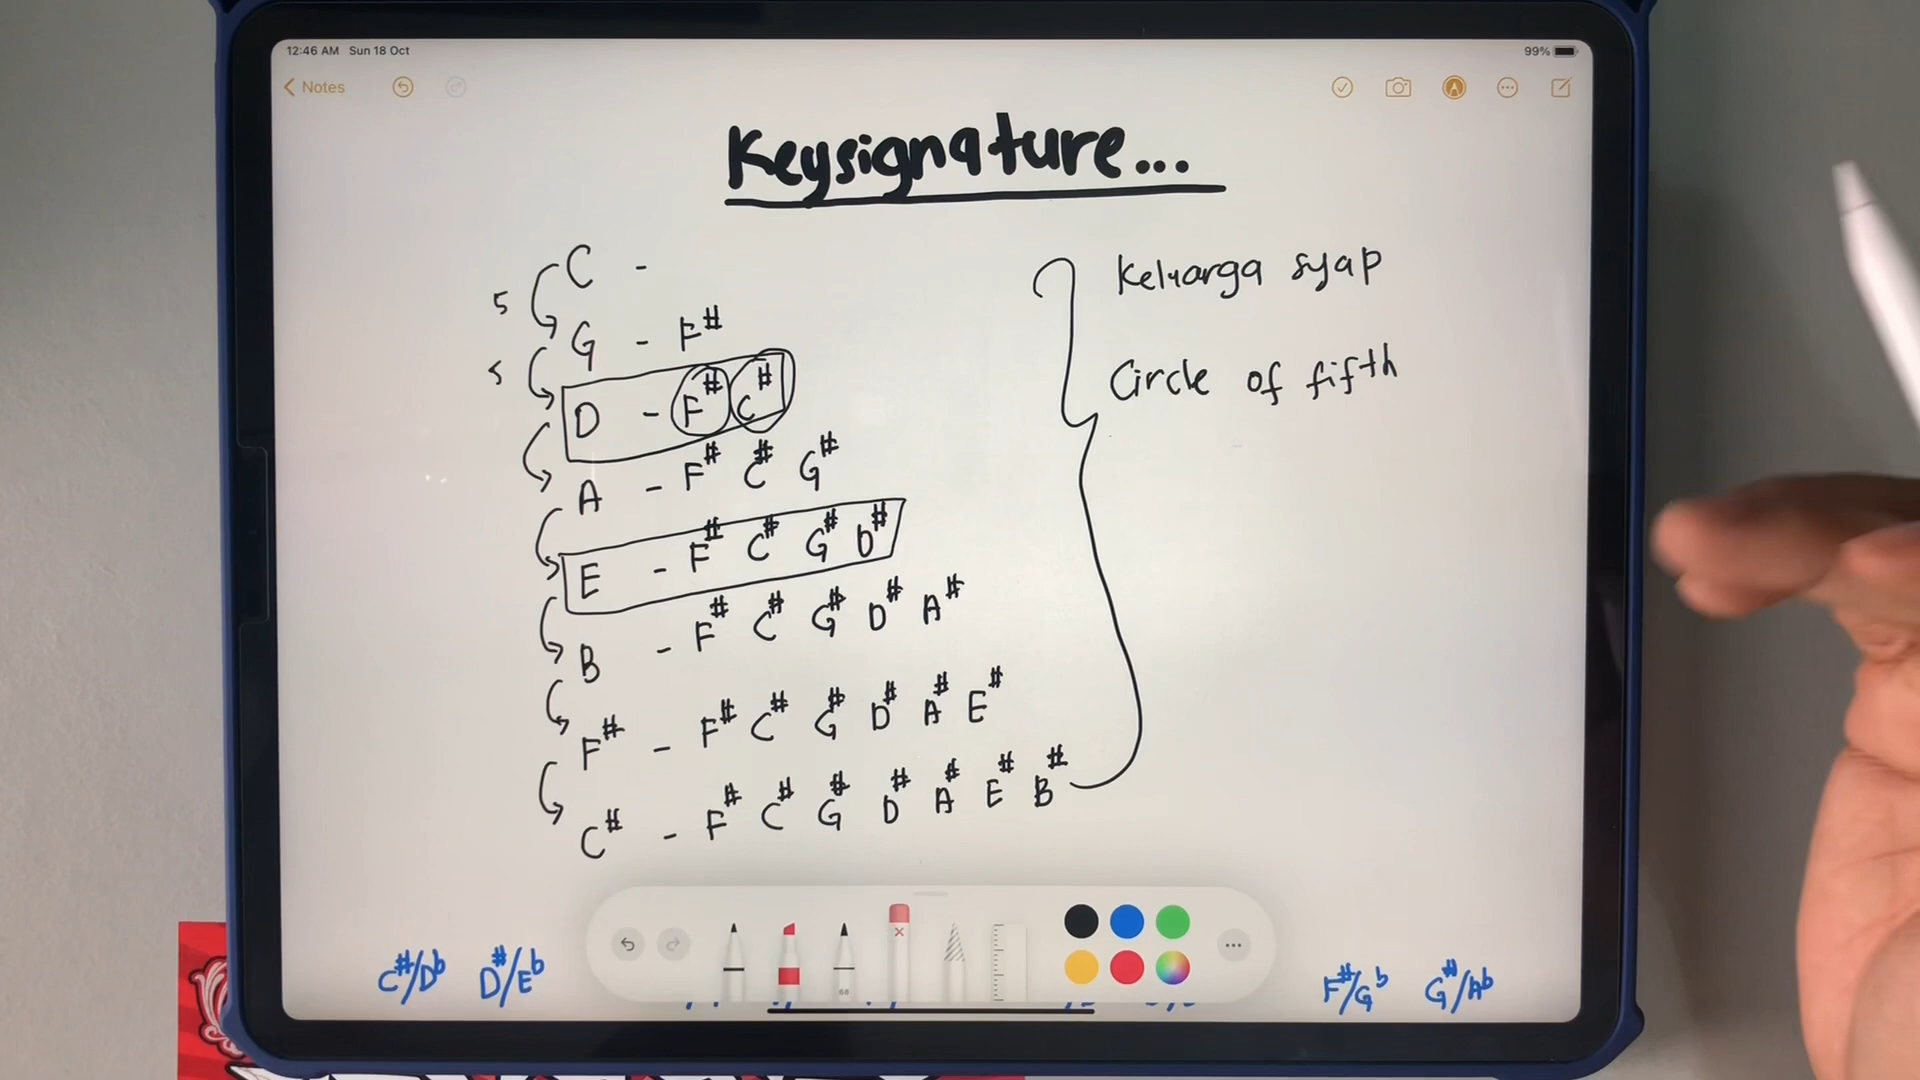 12:46 AM Sun 18 Oct
99%
Notes
Keysignature...
C -
5
G - F#
5
D - F# C#
A - F# C# G#
E - F# C# G# D#
B - F# C# G# D# A#
F# - F# C# G# D# A# E#
C# - F# C# G# D# A# E# B#
Keluarga syap
Circle of fifth
C#/Db D#/Eb
F#/Gb G#/Ab
68